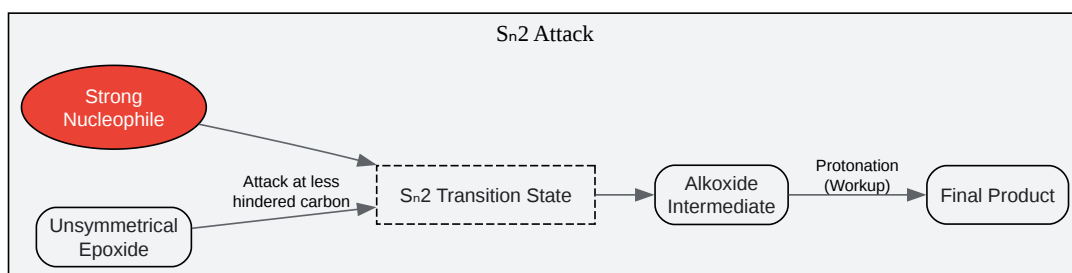 Sₙ2 Attack
Strong
Nucleophile
Attack at less
hindered carbon
Unsymmetrical
Epoxide
Sₙ2 Transition State
Alkoxide
Intermediate
Protonation
(Workup)
Final Product